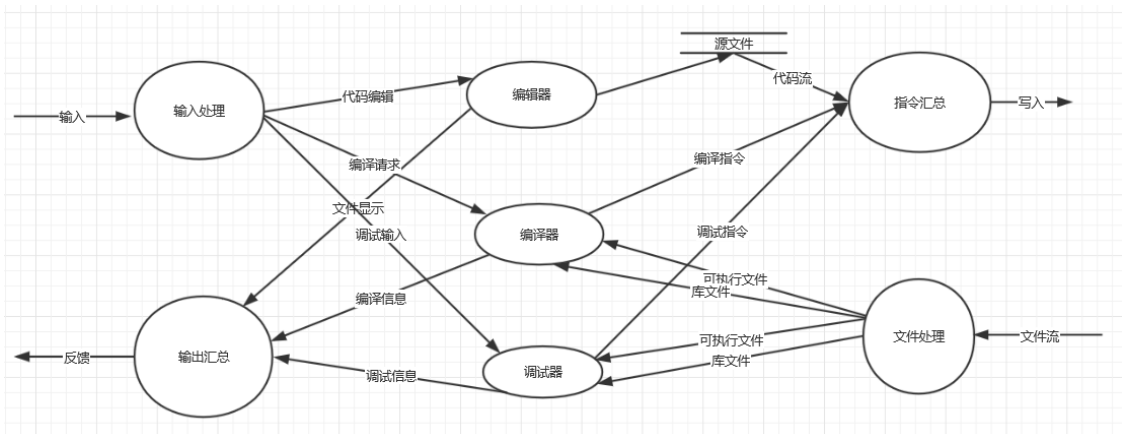 源文件
代码流
代码编辑
编辑器
输入处理
指令汇总
输入
写入
编译请求
编译指令
文件显示
调试输入
编译器
调试指令
可执行文件
库文件
编译信息
文件处理
文件流
可执行文件
库文件
反馈
输出汇总
调试器
调试信息